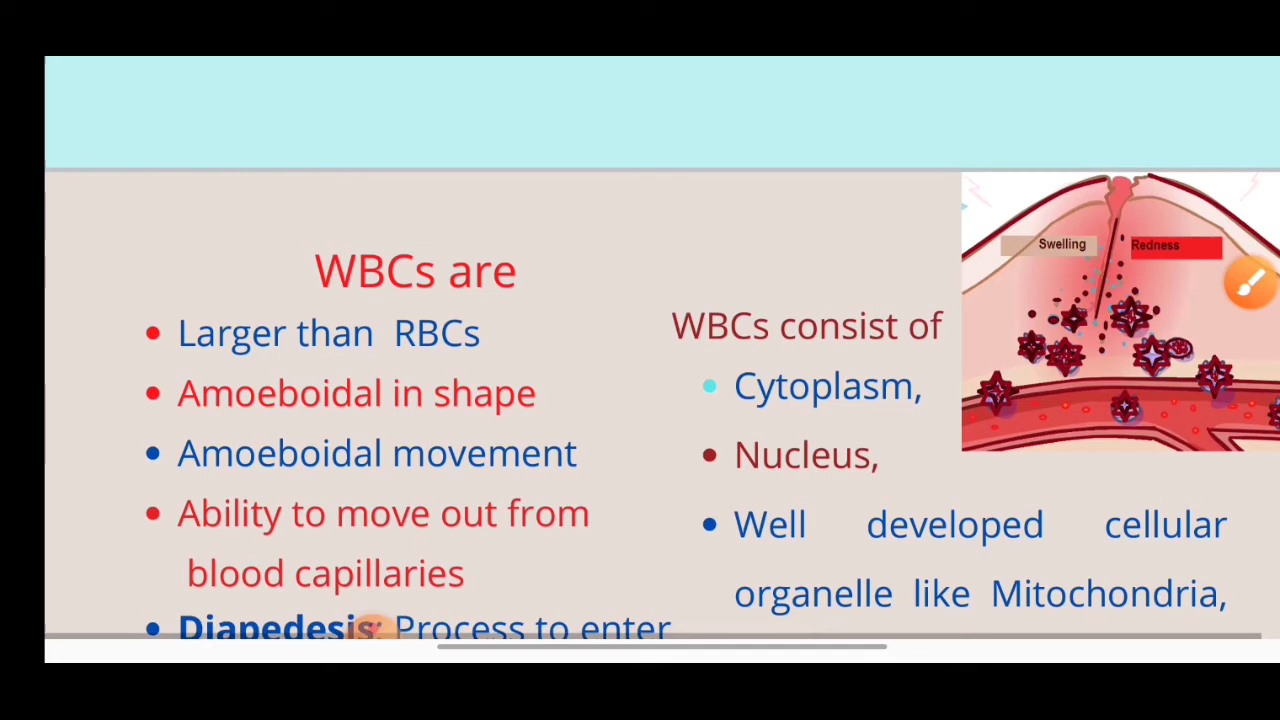 WBCs are
Larger than RBCs
Amoeboidal in shape
Amoeboidal movement
Ability to move out from
blood capillaries
Diapedesis: Process to enter
WBCs consist of
Cytoplasm,
Nucleus,
Well developed cellular
organelle like Mitochondria,
Swelling
Redness